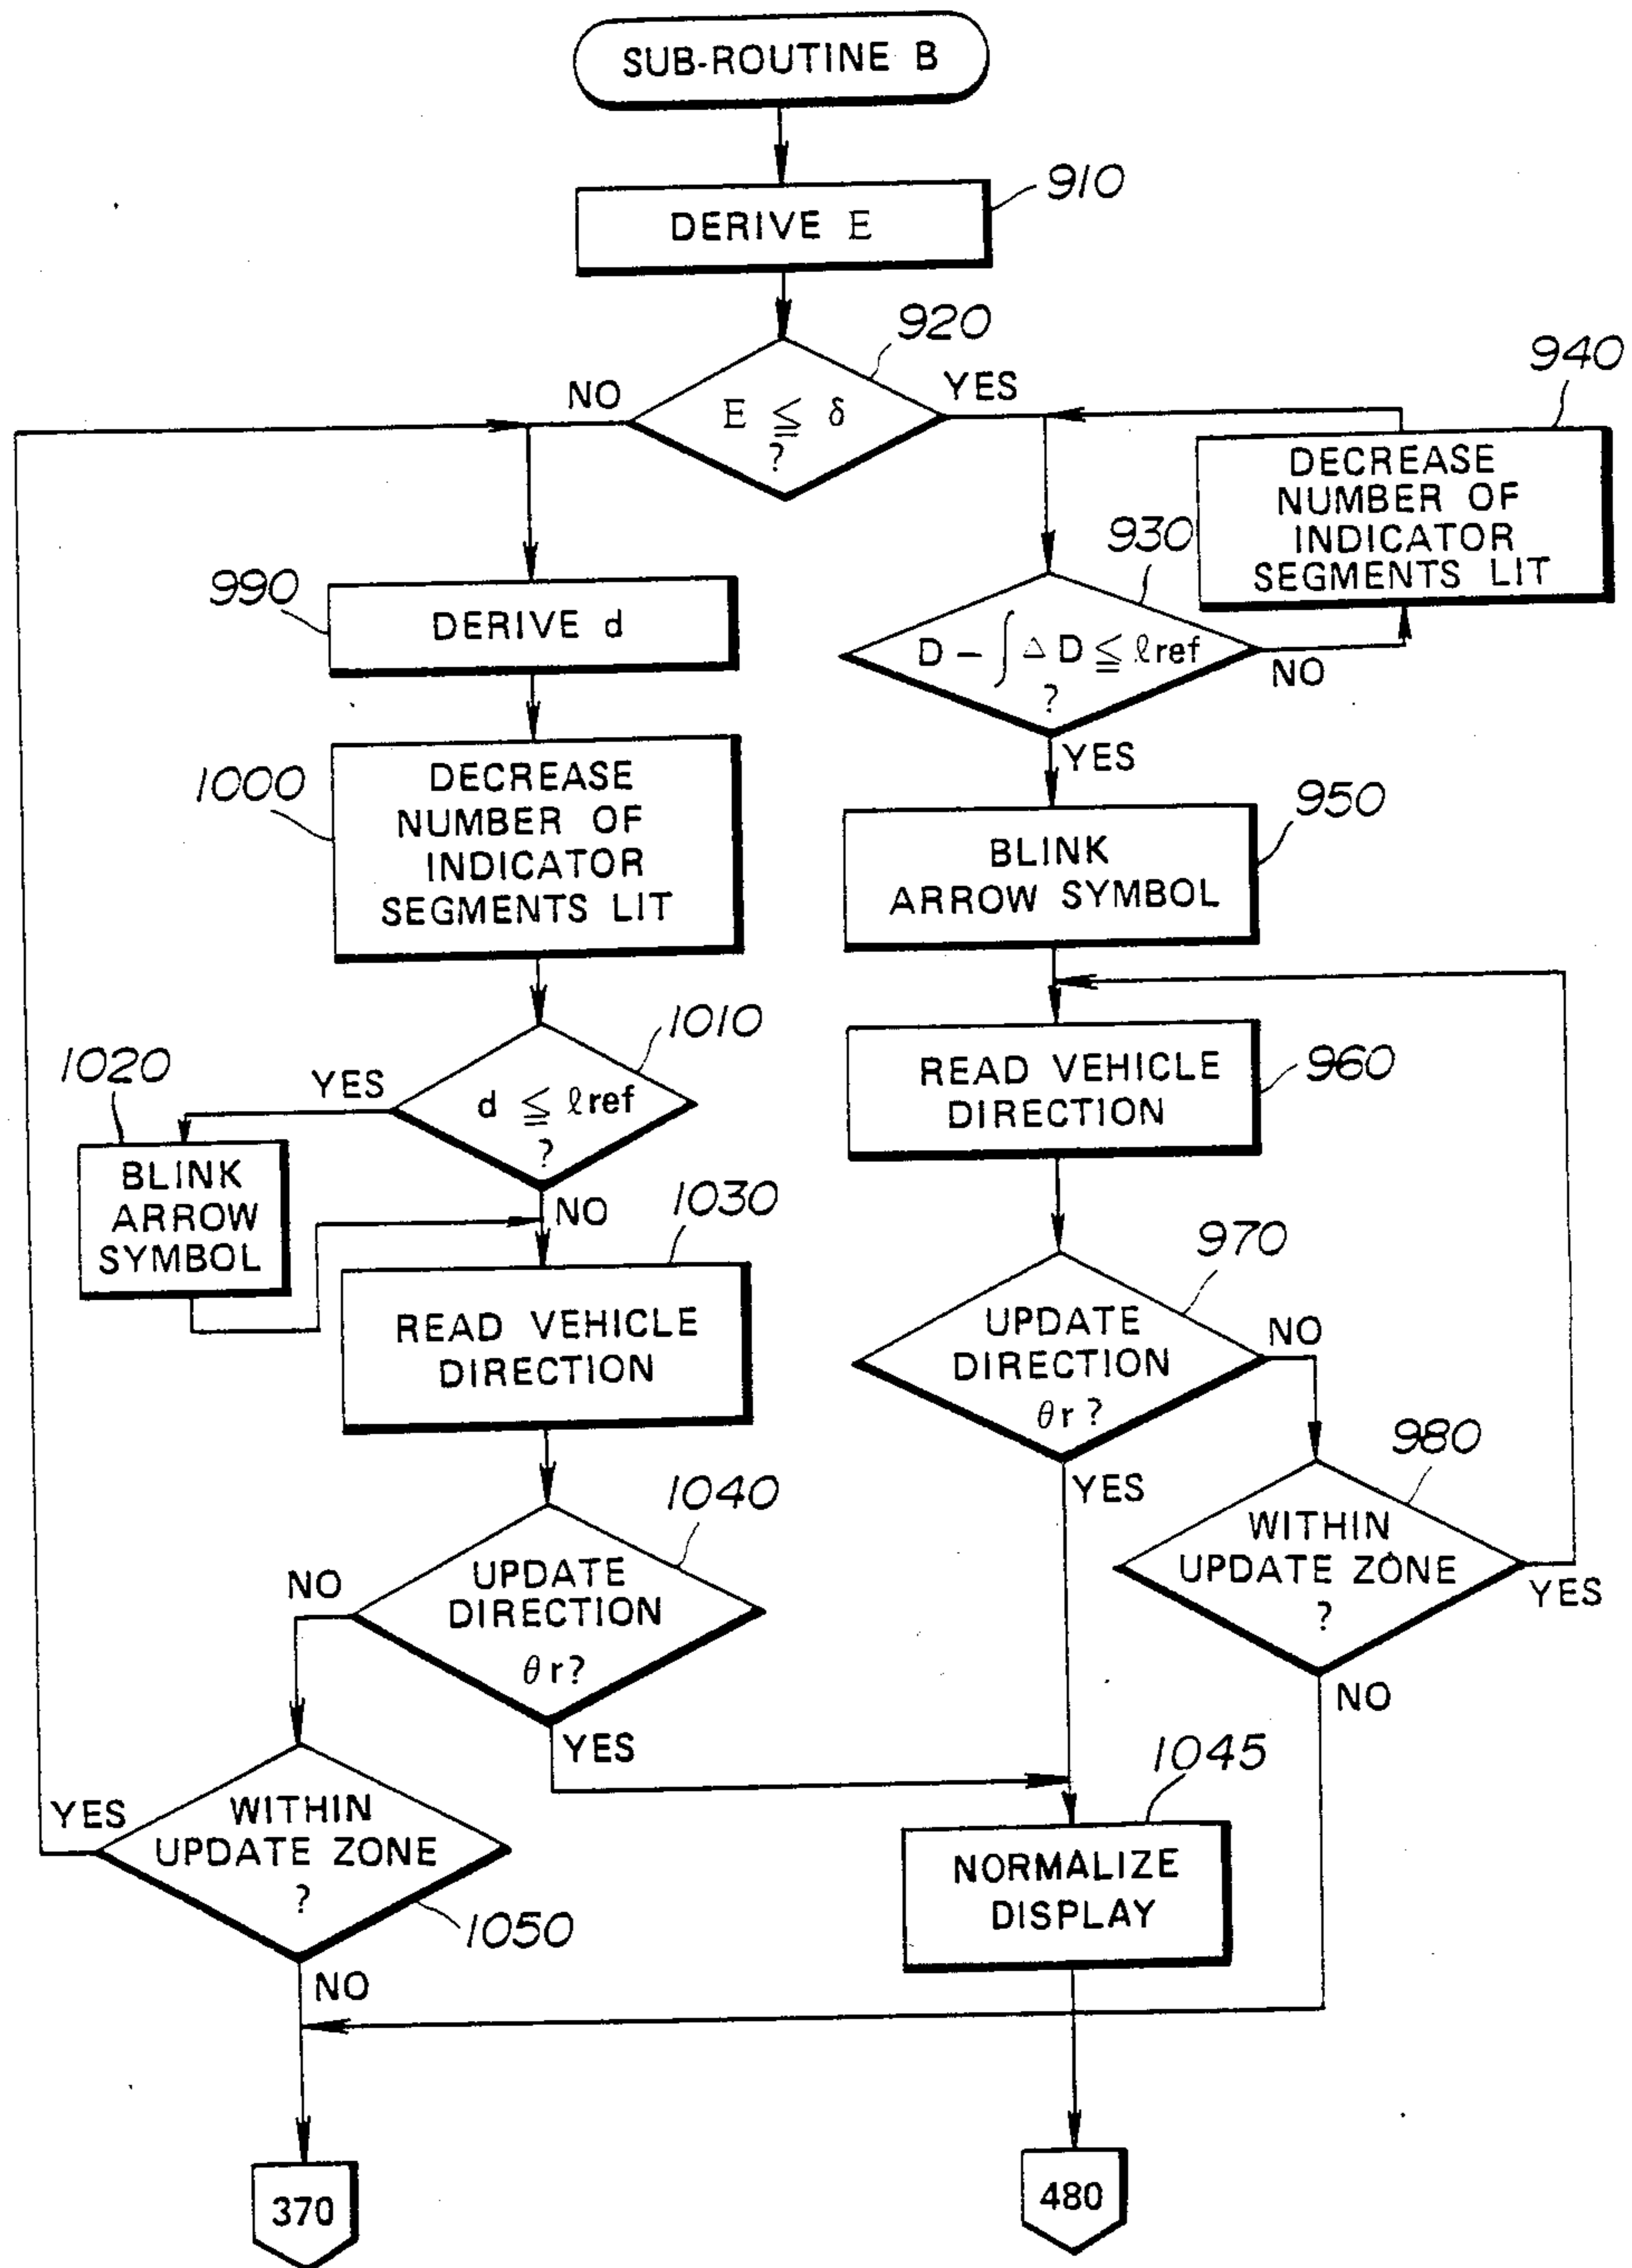 SUB-ROUTINE B
910
DERIVE E
920
NO
YES
E ≦ δ
?
940
DECREASE
NUMBER OF
INDICATOR
SEGMENTS LIT
930
D − ∫ △ D ≦ ℓref
?
NO
YES
990
DERIVE d
1000
DECREASE
NUMBER OF
INDICATOR
SEGMENTS LIT
950
BLINK
ARROW SYMBOL
1010
YES
d ≦ ℓref
?
NO
1020
BLINK
ARROW
SYMBOL
960
READ VEHICLE
DIRECTION
1030
READ VEHICLE
DIRECTION
970
UPDATE
DIRECTION
θr?
NO
YES
980
WITHIN
UPDATE ZONE
?
YES
NO
1040
NO
UPDATE
DIRECTION
θr?
YES
1045
NORMALIZE
DISPLAY
YES
WITHIN
UPDATE ZONE
?
1050
NO
370
480